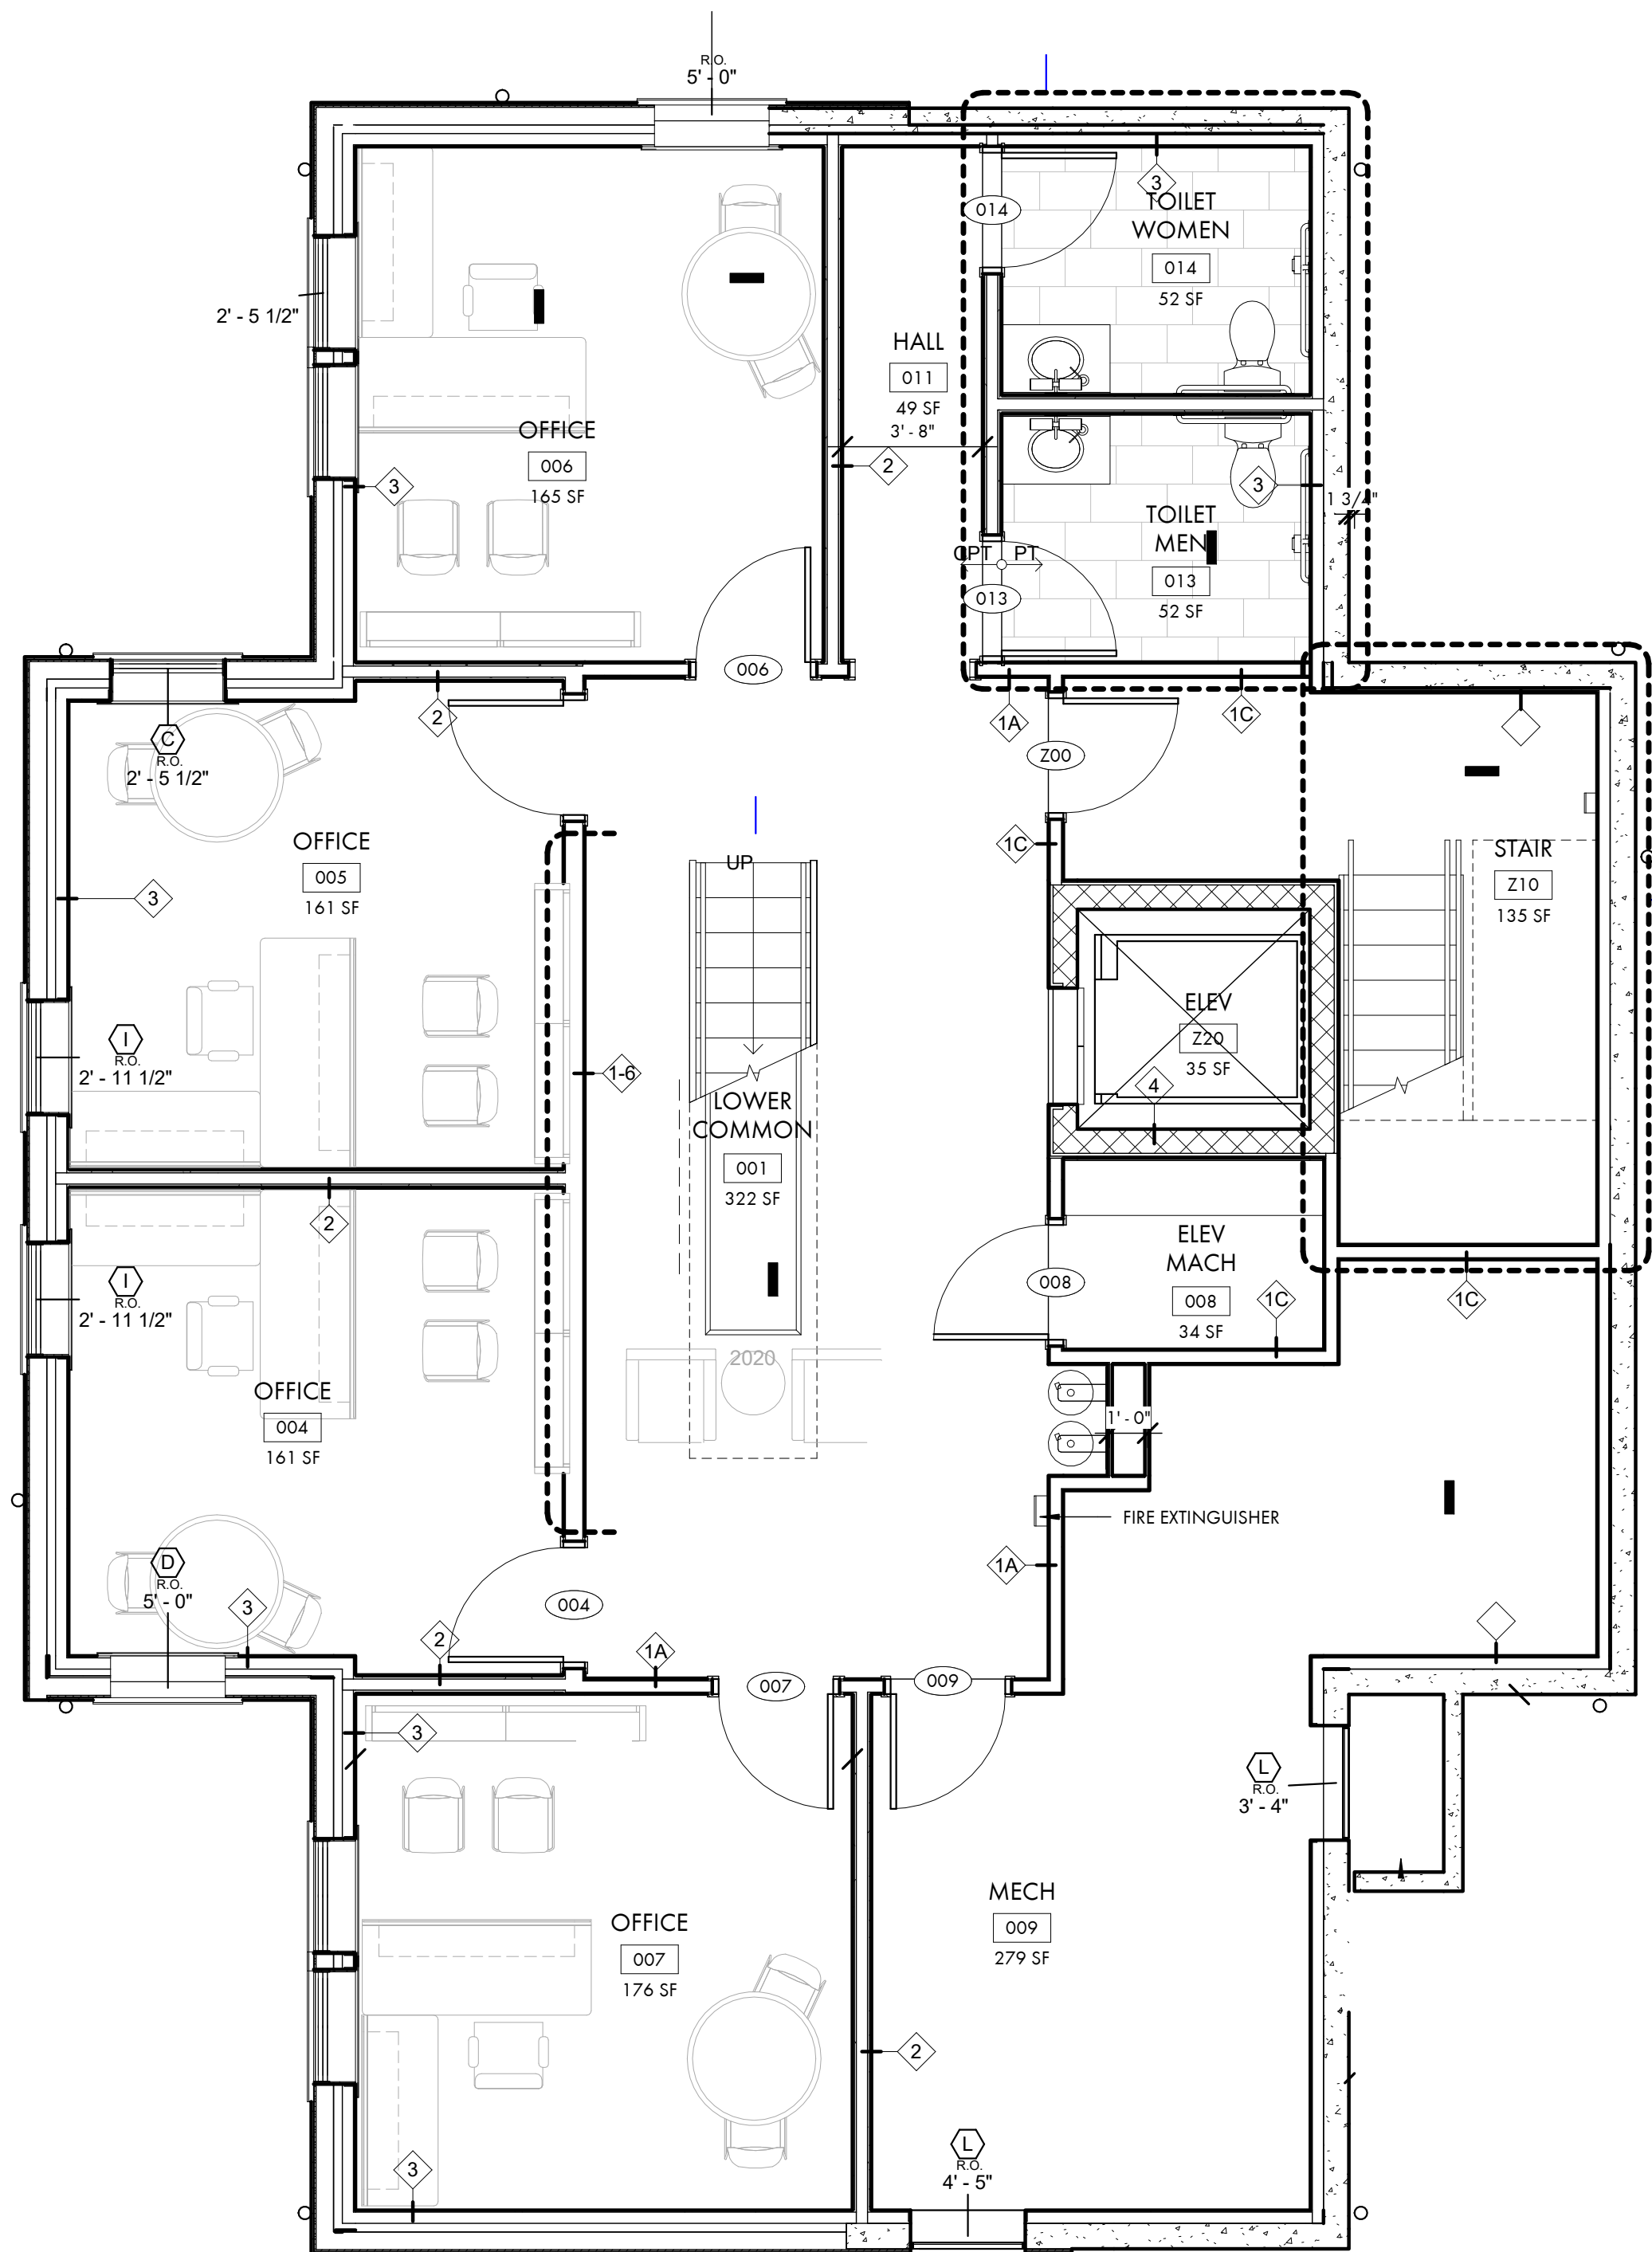 R.O.
5' - 0"
014
3
TOILET
WOMEN
014
52 SF
2' - 5 1/2"
HALL
011
49 SF
3' - 8"
OFFICE
006
165 SF
3
2
3
1 3/4"
TOILET
MEN
013
52 SF
CPT PT
013
006
2
1A
1C
Z00
C
R.O.
2' - 5 1/2"
OFFICE
005
161 SF
3
UP
1C
STAIR
Z10
135 SF
ELEV
Z20
35 SF
4
I
R.O.
2' - 11 1/2"
1-6
LOWER
COMMON
001
322 SF
2
ELEV
MACH
008
34 SF
008
1C
1C
I
R.O.
2' - 11 1/2"
2020
OFFICE
004
161 SF
1' - 0"
FIRE EXTINGUISHER
1A
D
R.O.
5' - 0"
3
004
2
1A
007
009
3
L
R.O.
3' - 4"
OFFICE
007
176 SF
MECH
009
279 SF
2
3
L
R.O.
4' - 5"